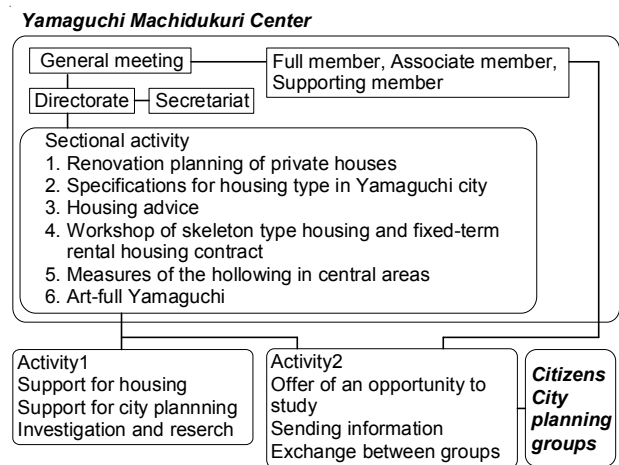 Yamaguchi Machidukuri Center
General meeting
Full member, Associate member,
Supporting member
Directorate
Secretariat
Sectional activity
1. Renovation planning of private houses
2. Specifications for housing type in Yamaguchi city
3. Housing advice
4. Workshop of skeleton type housing and fixed-term
rental housing contract
5. Measures of the hollowing in central areas
6. Art-full Yamaguchi
Activity1
Support for housing
Support for city plannning
Investigation and reserch
Activity2
Offer of an opportunity to
study
Sending information
Exchange between groups
Citizens
City
planning
groups